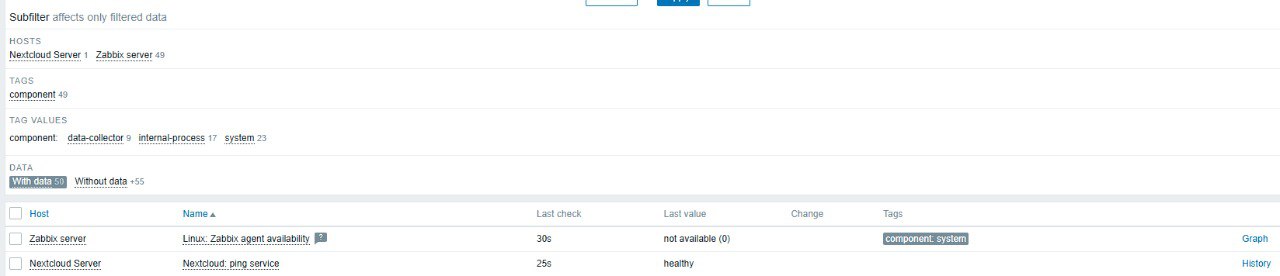 Subfilter affects only filtered data
HOSTS
Nextcloud Server 1 Zabbix server 49
TAGS
component 49
TAG VALUES
component: data-collector 9 internal-process 17 system 23
DATA
With data 50 Without data +55
Host Name Last check Last value Change Tags
Zabbix server Linux: Zabbix agent availability ? 30s not available (0) component: system Graph
Nextcloud Server Nextcloud: ping service 25s healthy History